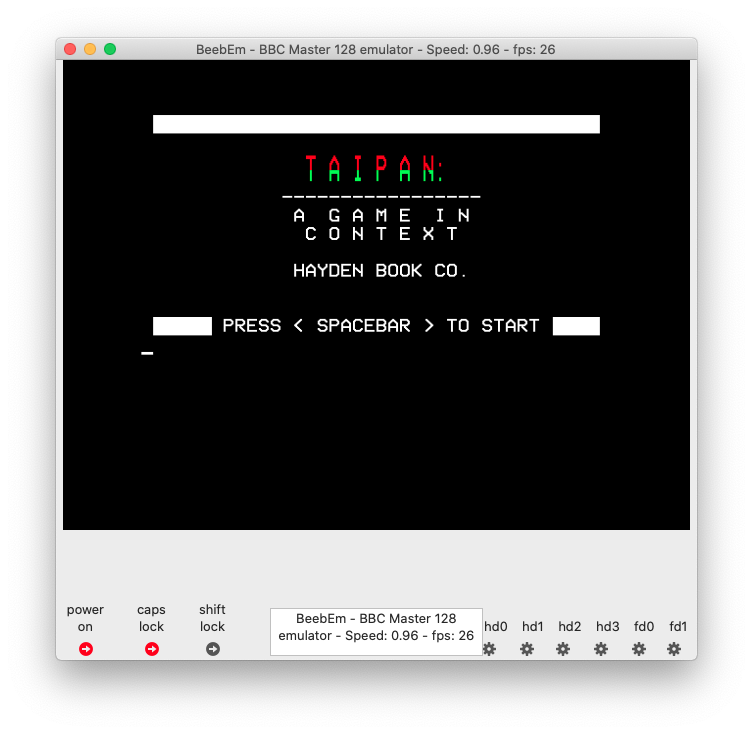 BeebEm - BBC Master 128 emulator - Speed: 0.96 - fps: 26
TAIPAN:
A GAME IN
CONTEXT
HAYDEN BOOK CO.
PRESS < SPACEBAR > TO START
power on
caps lock
shift lock
BeebEm - BBC Master 128
emulator - Speed: 0.96 - fps: 26
hd0 hd1 hd2 hd3 fd0 fd1